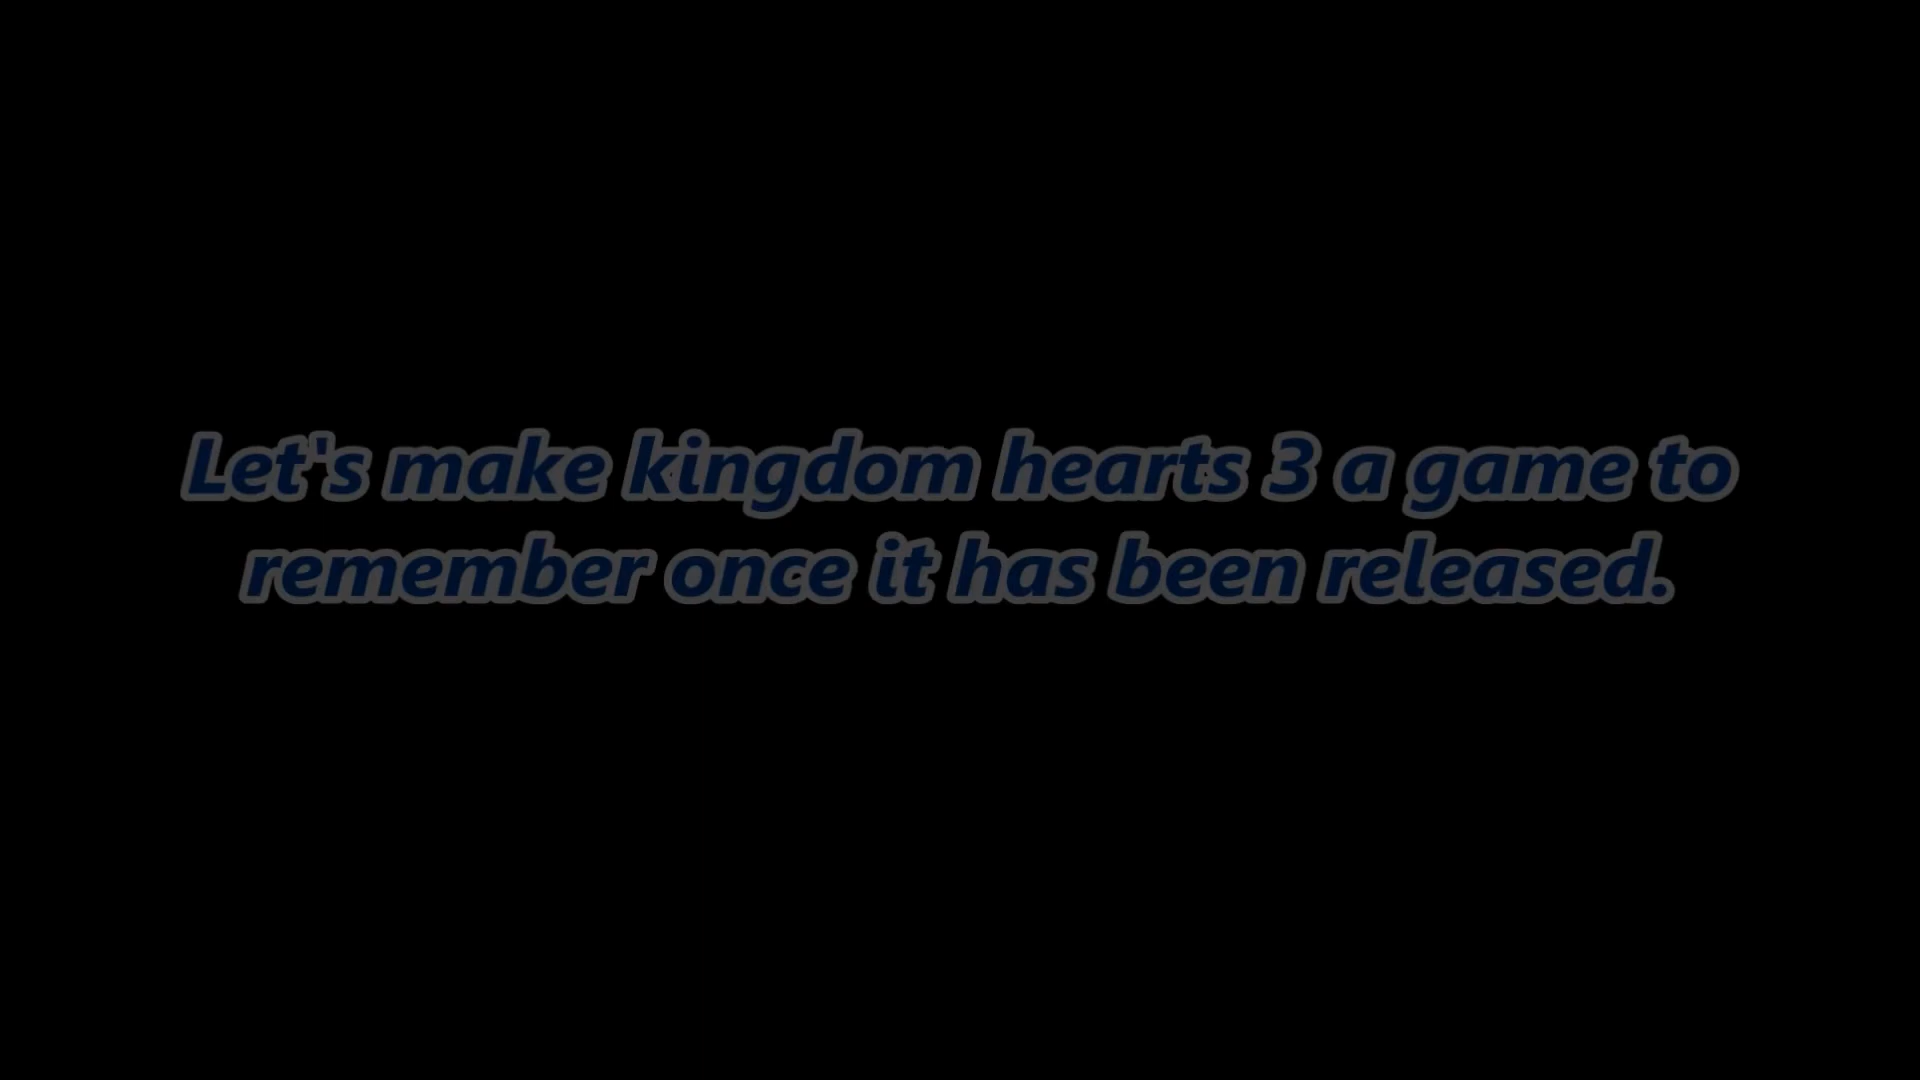 Let's make kingdom hearts 3 a game to
remember once it has been released.